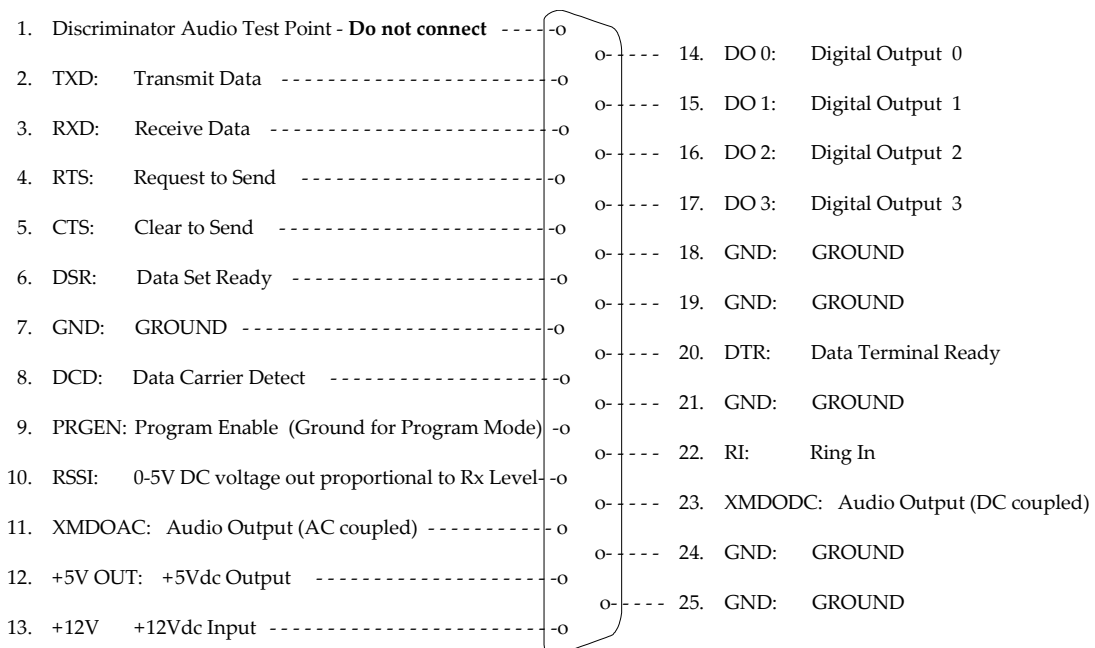 1. Discriminator Audio Test Point - Do not connect
2. TXD: Transmit Data
3. RXD: Receive Data
4. RTS: Request to Send
5. CTS: Clear to Send
6. DSR: Data Set Ready
7. GND: GROUND
8. DCD: Data Carrier Detect
9. PRGEN: Program Enable (Ground for Program Mode)
10. RSSI: 0-5V DC voltage out proportional to Rx Level
11. XMDOAC: Audio Output (AC coupled)
12. +5V OUT: +5Vdc Output
13. +12V +12Vdc Input
14. DO 0: Digital Output 0
15. DO 1: Digital Output 1
16. DO 2: Digital Output 2
17. DO 3: Digital Output 3
18. GND: GROUND
19. GND: GROUND
20. DTR: Data Terminal Ready
21. GND: GROUND
22. RI: Ring In
23. XMDODC: Audio Output (DC coupled)
24. GND: GROUND
25. GND: GROUND